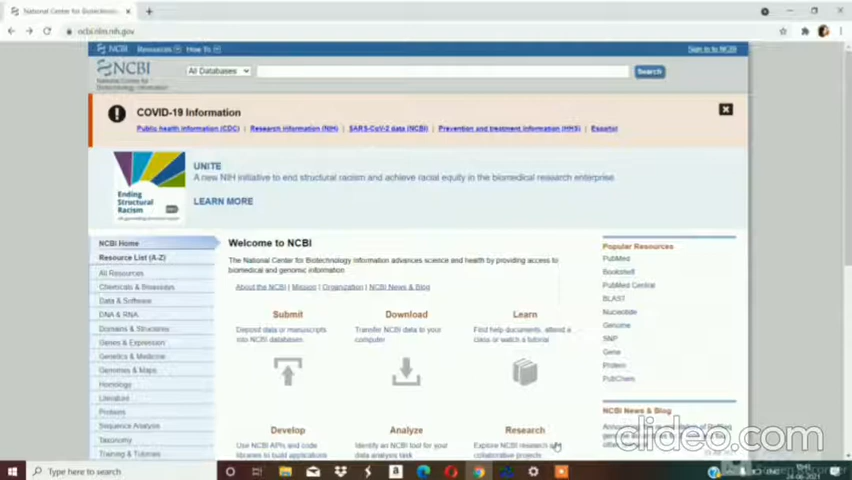 National Center for Biotechnology
ncbi.nlm.nih.gov
NCBI Resources How To
Sign in to NCBI
NCBI
National Center for
Biotechnology Information
All Databases
Search
COVID-19 Information
Public health information (CDC) | Research information (NIH) | SARS-CoV-2 data (NCBI) | Prevention and treatment information (HHS) | Español
UNITE
A new NIH initiative to end structural racism and achieve racial equity in the biomedical research enterprise
LEARN MORE
Ending
Structural
Racism
NCBI Home
Resource List (A-Z)
All Resources
Chemicals & Bioassays
Data & Software
DNA & RNA
Domains & Structures
Genes & Expression
Genetics & Medicine
Genomes & Maps
Homology
Literature
Proteins
Sequence Analysis
Taxonomy
Training & Tutorials
Welcome to NCBI
The National Center for Biotechnology Information advances science and health by providing access to
biomedical and genomic information
About the NCBI | Mission | Organization | NCBI News & Blog
Submit
Deposit data or manuscripts
into NCBI databases
Download
Transfer NCBI data to your
computer
Learn
Find help documents, attend a
class or watch a tutorial
Develop
Use NCBI APIs and code
libraries to build applications
Analyze
Identify an NCBI tool for your
data analysis task
Research
Explore NCBI research and
collaborative projects
Popular Resources
PubMed
Bookshelf
PubMed Central
BLAST
Nucleotide
Genome
SNP
Gene
Protein
PubChem
NCBI News & Blog
clideo.com
Type here to search
24-06-2021